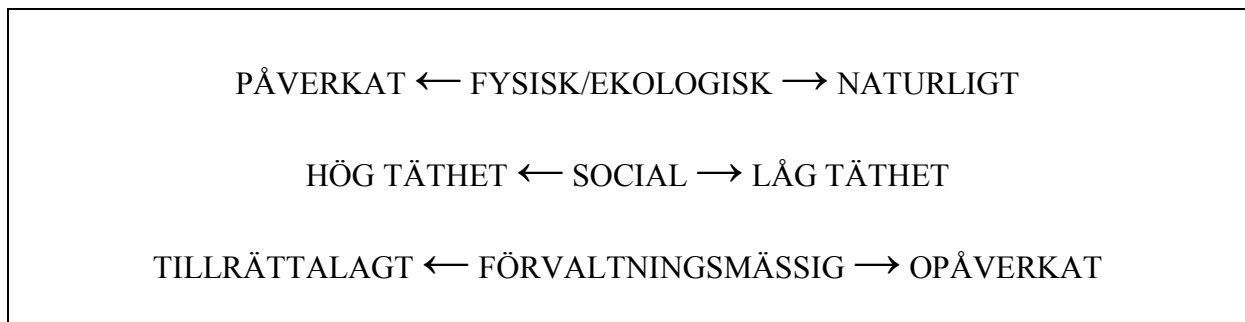 PÅVERKAT ← FYSISK/EKOLOGISK → NATURLIGT
HÖG TÄTHET ← SOCIAL → LÅG TÄTHET
TILLRÄTTALAGT ← FÖRVALTNINGSMÄSSIG → OPÅVERKAT